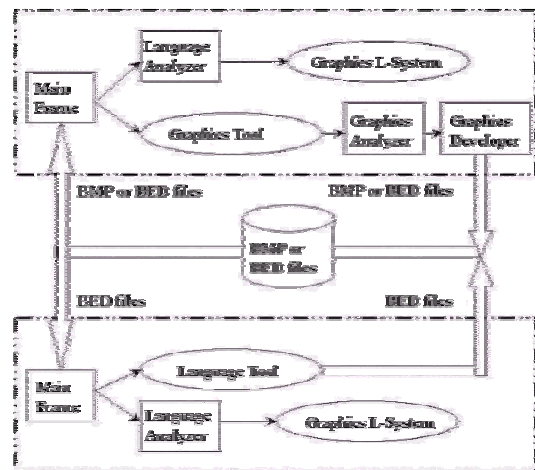 Language
Analyzer
Graphics L-System
Main
Frame
Graphics Tool
Graphics
Analyzer
Graphics
Developer
BMP or BED files
BMP or BED files
BMP or
BED files
BED files
BED files
Main
Frame
Language Tool
Language
Analyzer
Graphics L-System